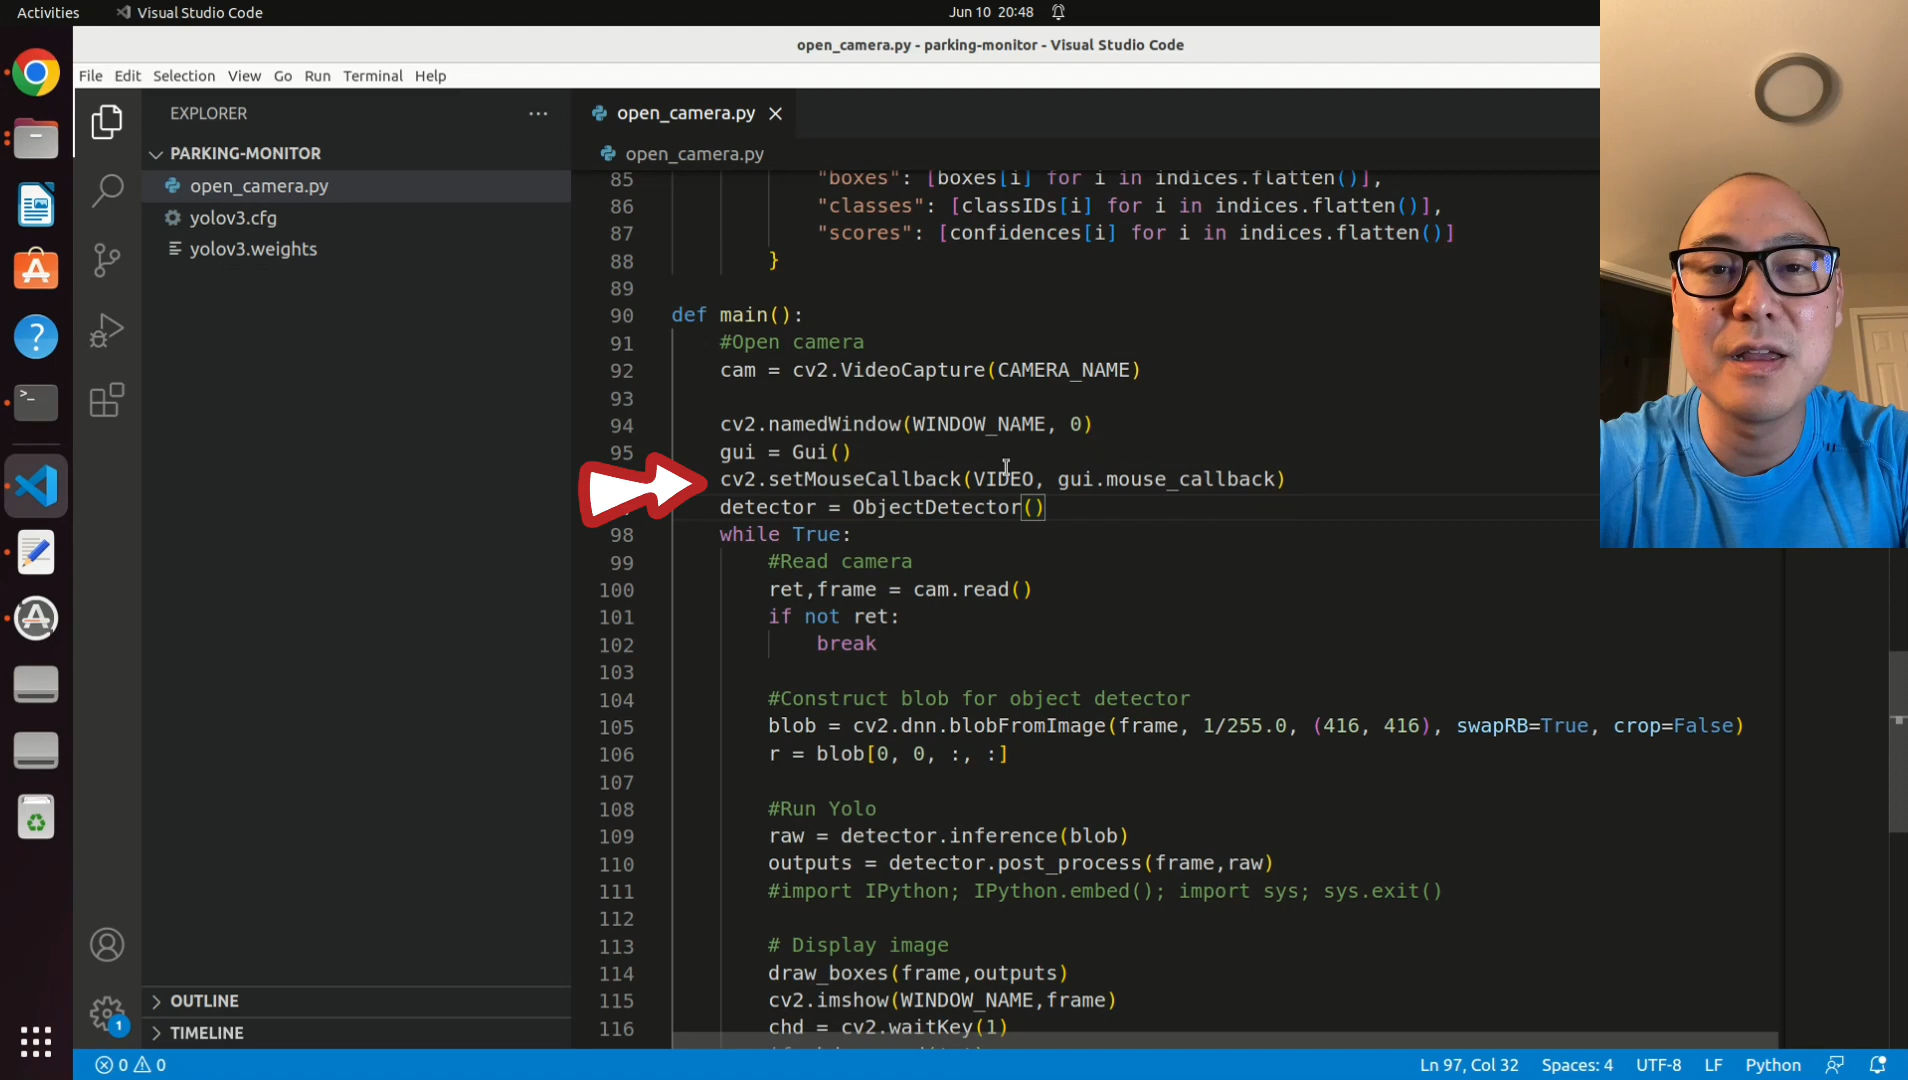 Activities
Visual Studio Code
Jun 10 20:48
open_camera.py - parking-monitor - Visual Studio Code
File Edit Selection View Go Run Terminal Help
EXPLORER
PARKING-MONITOR
open_camera.py
yolov3.cfg
yolov3.weights
OUTLINE
TIMELINE
1
open_camera.py
open_camera.py
85 "boxes": [boxes[i] for i in indices.flatten()],
86 "classes": [classIDs[i] for i in indices.flatten()],
87 "scores": [confidences[i] for i in indices.flatten()]
88 }
89
90 def main():
91 #Open camera
92 cam = cv2.VideoCapture(CAMERA_NAME)
93
94 cv2.namedWindow(WINDOW_NAME, 0)
95 gui = Gui()
cv2.setMouseCallback(VIDEO, gui.mouse_callback)
detector = ObjectDetector()
98 while True:
99 #Read camera
100 ret,frame = cam.read()
101 if not ret:
102 break
103
104 #Construct blob for object detector
105 blob = cv2.dnn.blobFromImage(frame, 1/255.0, (416, 416), swapRB=True, crop=False)
106 r = blob[0, 0, :, :]
107
108 #Run Yolo
109 raw = detector.inference(blob)
110 outputs = detector.post_process(frame,raw)
111 #import IPython; IPython.embed(); import sys; sys.exit()
112
113 # Display image
114 draw_boxes(frame,outputs)
115 cv2.imshow(WINDOW_NAME,frame)
116 chd = cv2.waitKey(1)
0 0
Ln 97, Col 32 Spaces: 4 UTF-8 LF Python